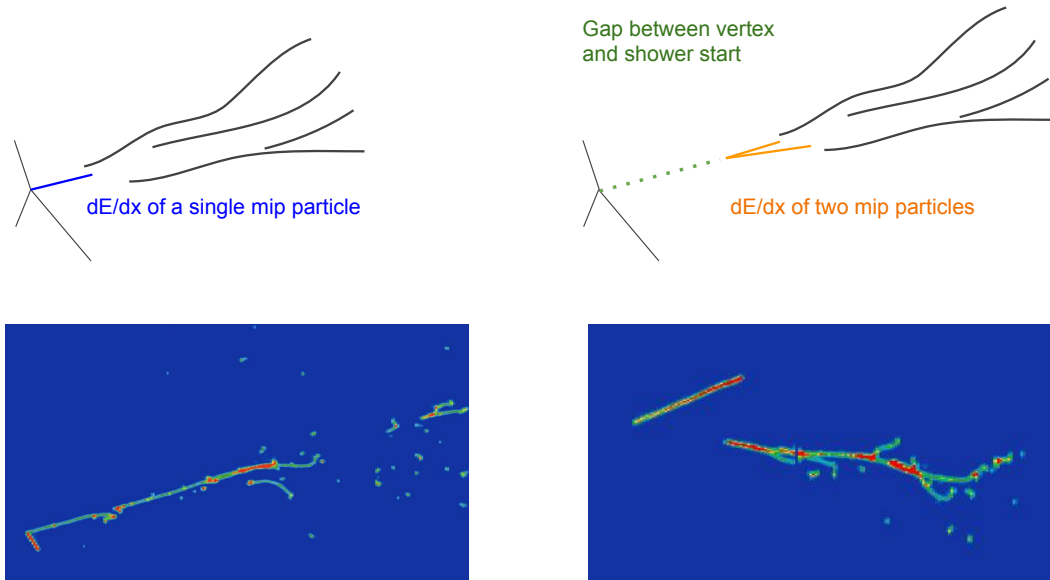 Gap between vertex
and shower start
dE/dx of a single mip particle
dE/dx of two mip particles